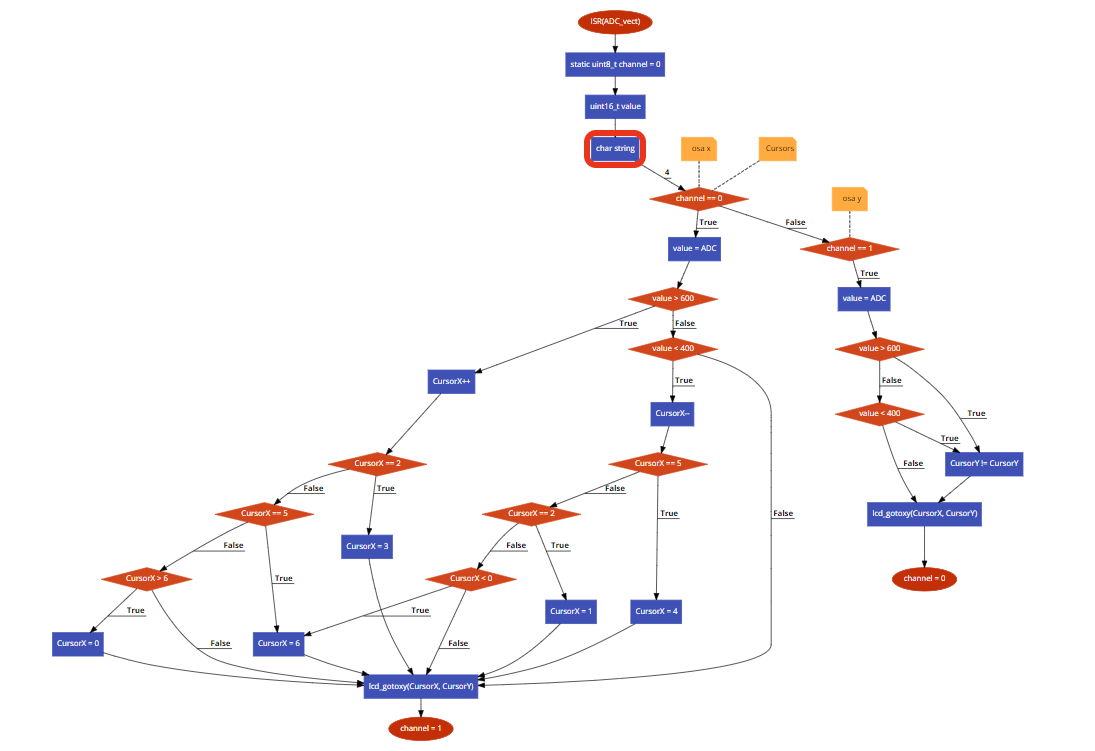 ISR(ADC_vect)
static uint8_t channel = 0
uint16_t value
char string
osa x
Cursors
4
channel == 0
osa y
True
False
value = ADC
channel == 1
True
value > 600
value = ADC
True
False
value < 400
value > 600
CursorX++
True
False
CursorX--
value < 400
True
True
CursorX == 2
CursorX == 5
False
CursorY != CursorY
False
True
False
CursorX == 5
CursorX == 2
True
False
lcd_gotoxy(CursorX, CursorY)
False
CursorX = 3
False
True
CursorX > 6
True
CursorX < 0
channel = 0
True
True
CursorX = 1
CursorX = 4
CursorX = 0
False
CursorX = 6
False
lcd_gotoxy(CursorX, CursorY)
channel = 1